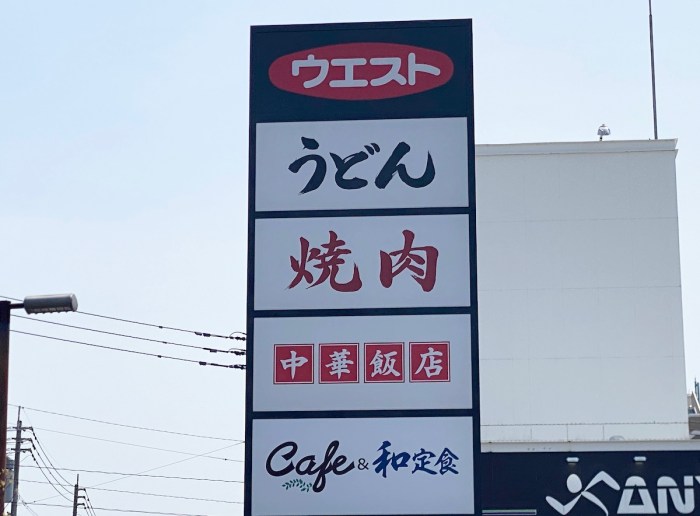 ウエスト
うどん
焼肉
中華飯店
Cafe & 和定食